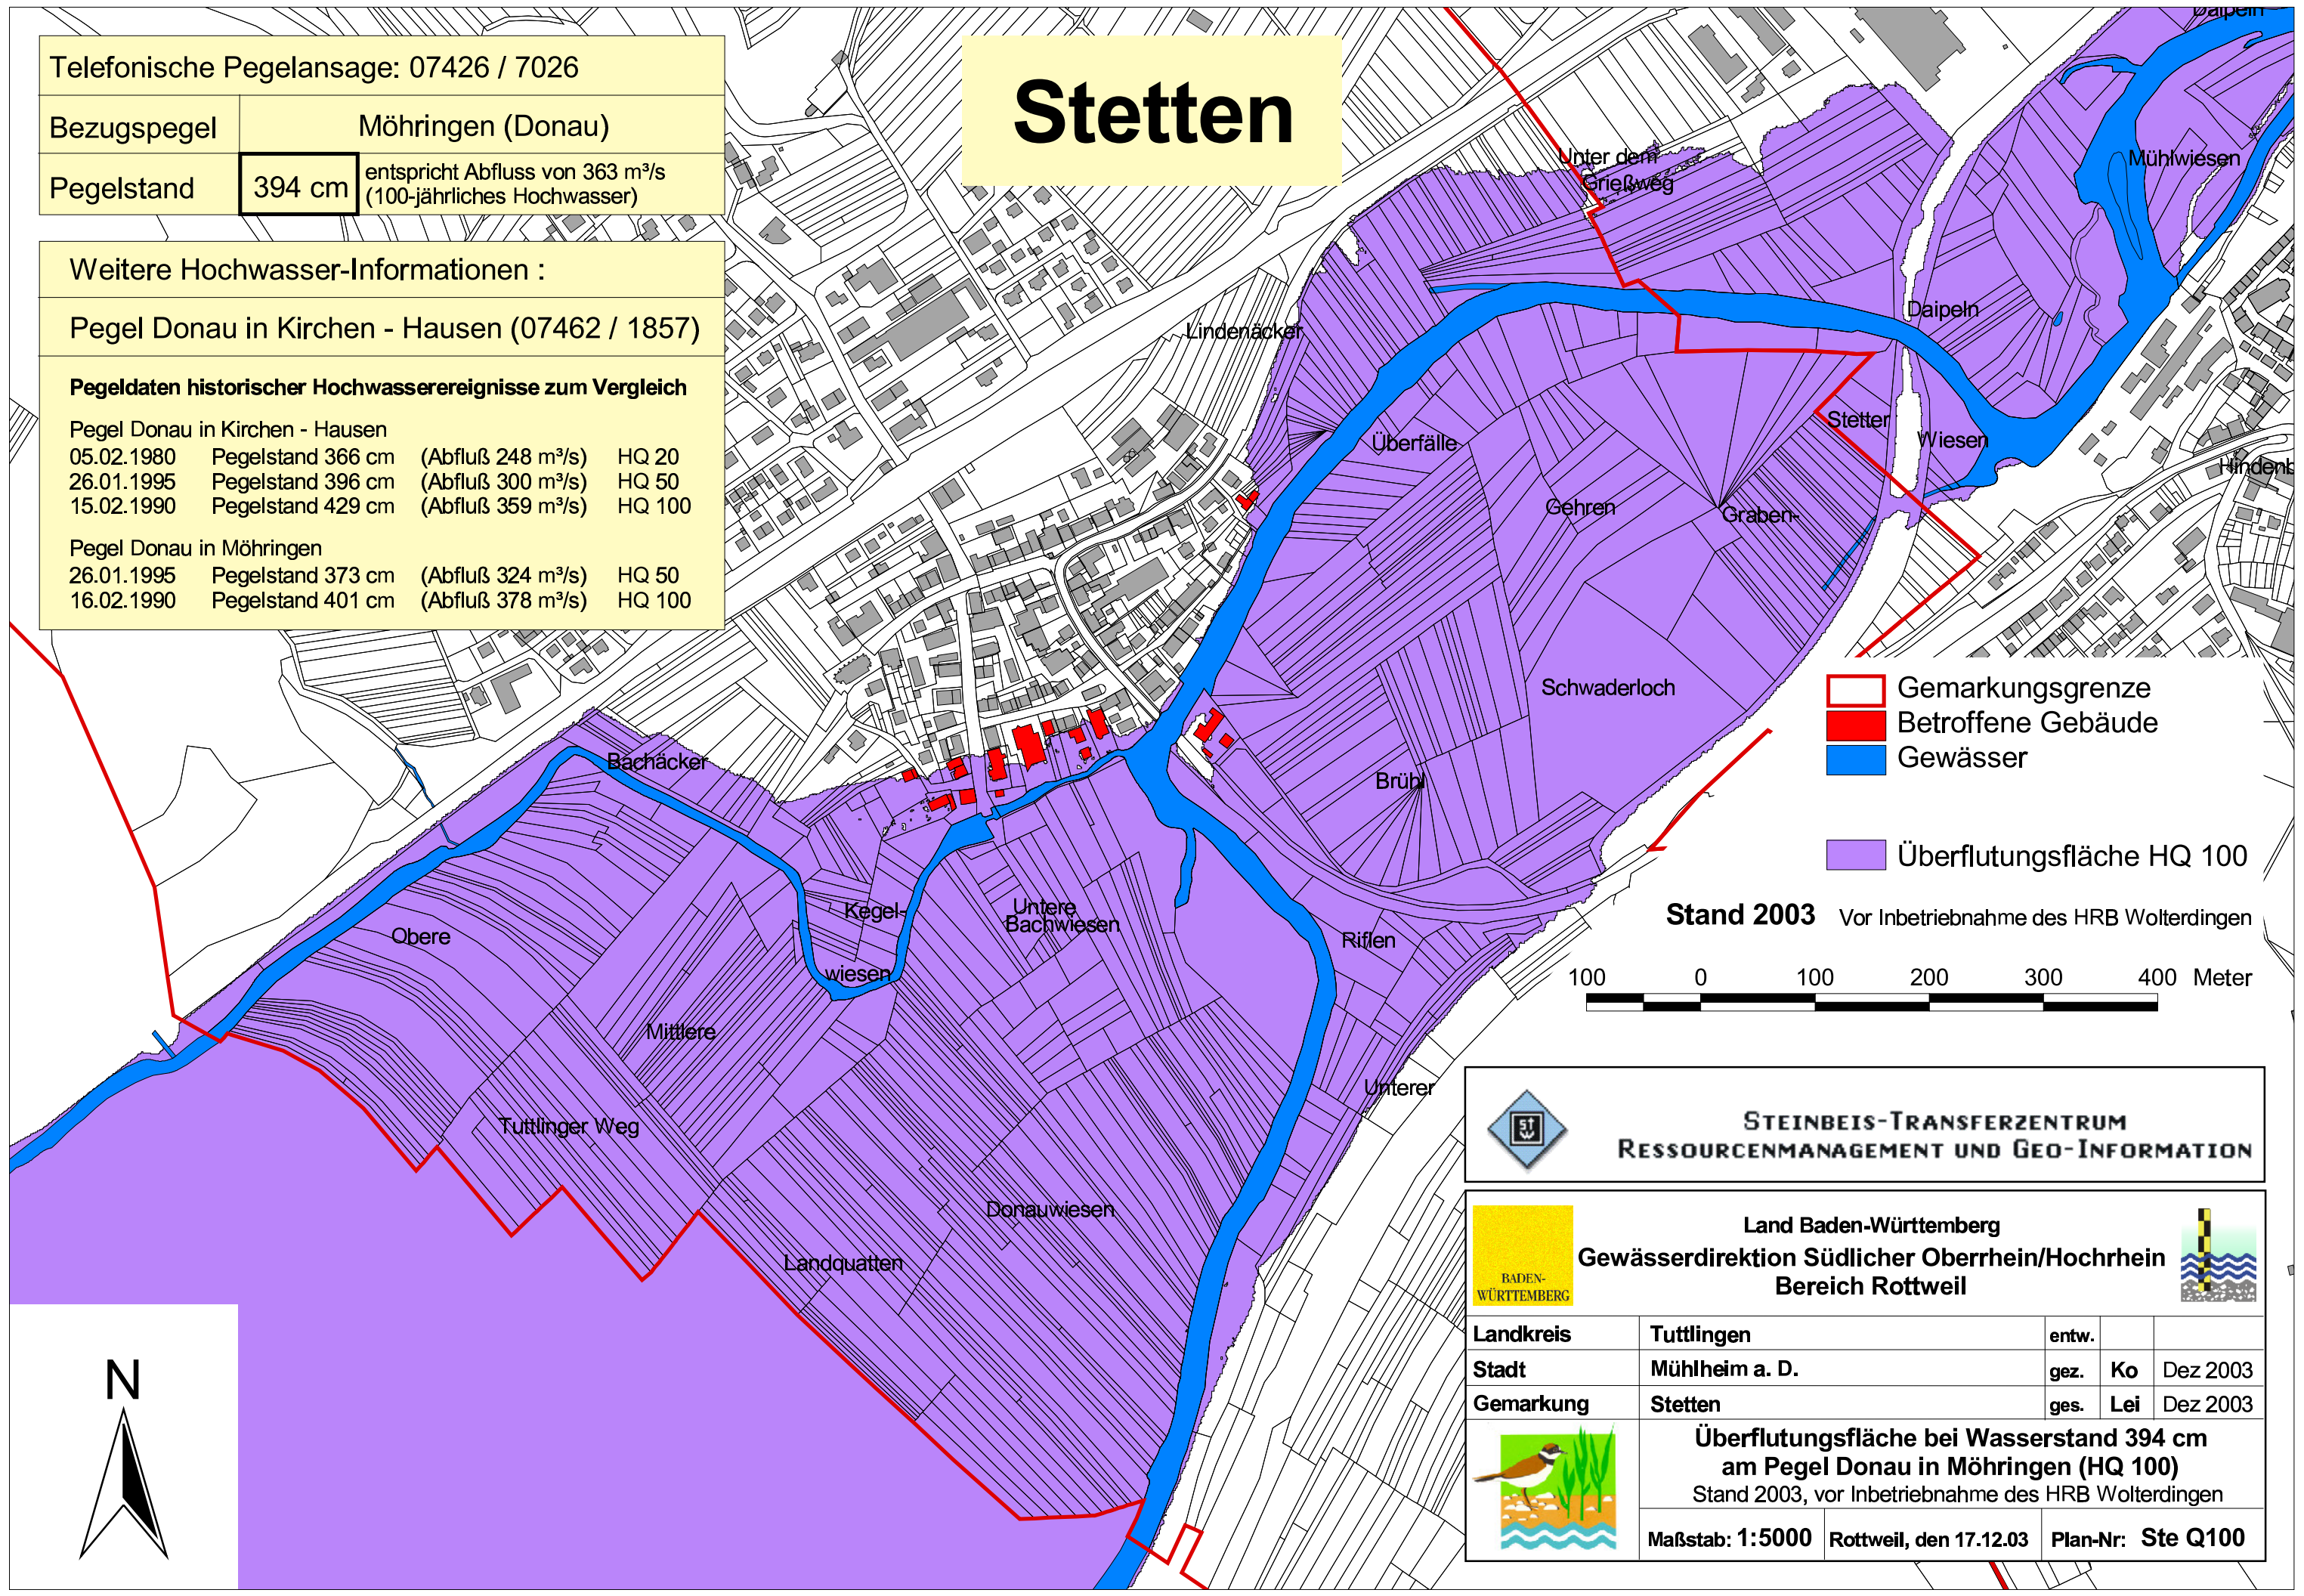 Telefonische Pegelansage: 07426 / 7026
Bezugspegel Möhringen (Donau)
Pegelstand 394 cm entspricht Abfluss von 363 m³/s
(100-jährliches Hochwasser)
Weitere Hochwasser-Informationen :
Pegel Donau in Kirchen - Hausen (07462 / 1857)
Pegeldaten historischer Hochwasserereignisse zum Vergleich
Pegel Donau in Kirchen - Hausen
05.02.1980 Pegelstand 366 cm (Abfluß 248 m³/s) HQ 20
26.01.1995 Pegelstand 396 cm (Abfluß 300 m³/s) HQ 50
15.02.1990 Pegelstand 429 cm (Abfluß 359 m³/s) HQ 100
Pegel Donau in Möhringen
26.01.1995 Pegelstand 373 cm (Abfluß 324 m³/s) HQ 50
16.02.1990 Pegelstand 401 cm (Abfluß 378 m³/s) HQ 100
Stetten
Daipeln
Unter dem
Grießweg
Mühlwiesen
Lindenäcker
Daipeln
Überfälle
Stetter
Wiesen
Gehren
Graben-
Schwaderloch
Bachäcker
Brühl
Kegel-
wiesen
Untere
Bachwiesen
Obere
Riflen
Mittlere
Unterer
Tuttlinger Weg
Donauwiesen
Landquatten
Gemarkungsgrenze
Betroffene Gebäude
Gewässer
Überflutungsfläche HQ 100
Stand 2003 Vor Inbetriebnahme des HRB Wolterdingen
100 0 100 200 300 400 Meter
N
ST
W
STEINBEIS-TRANSFERZENTRUM
RESSOURCENMANAGEMENT UND GEO-INFORMATION
BADEN-
WÜRTTEMBERG
Land Baden-Württemberg
Gewässerdirektion Südlicher Oberrhein/Hochrhein
Bereich Rottweil
Landkreis Tuttlingen entw.
Stadt Mühlheim a. D. gez. Ko Dez 2003
Gemarkung Stetten ges. Lei Dez 2003
Überflutungsfläche bei Wasserstand 394 cm
am Pegel Donau in Möhringen (HQ 100)
Stand 2003, vor Inbetriebnahme des HRB Wolterdingen
Maßstab: 1:5000 Rottweil, den 17.12.03 Plan-Nr: Ste Q100